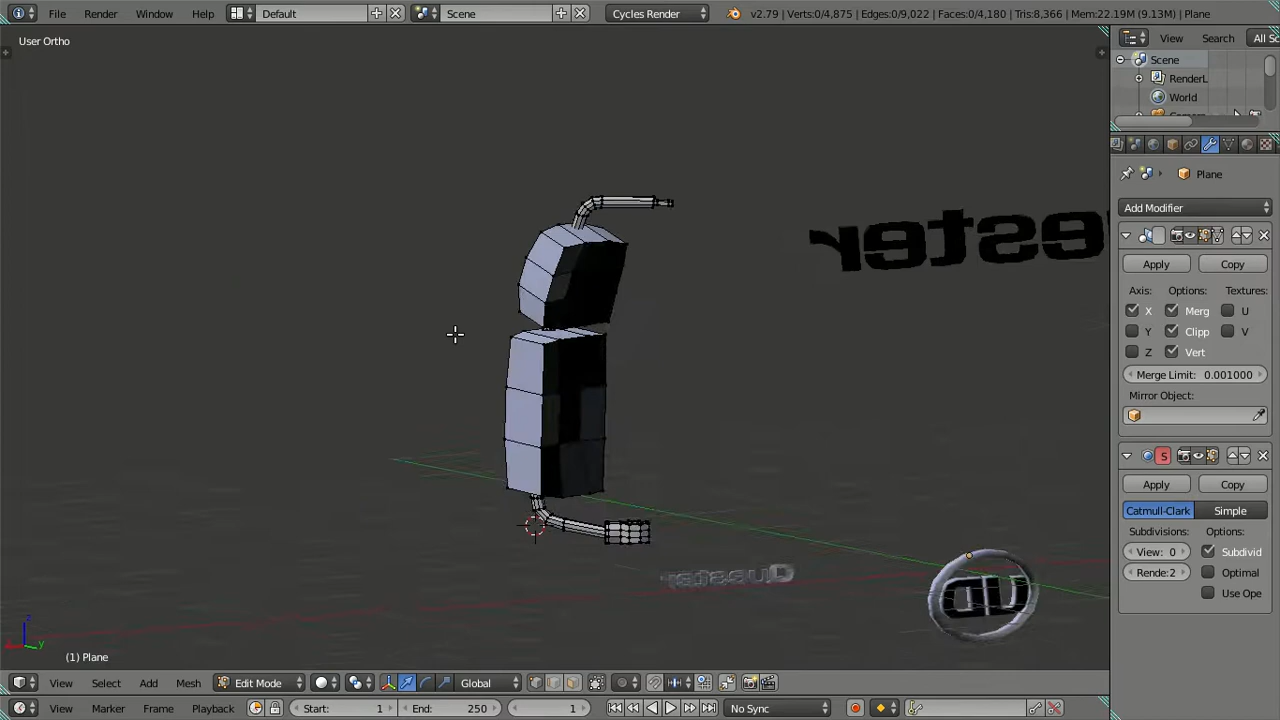 File Render Window Help Default Scene Cycles Render v2.79 | Verts:0/4,875 | Edges:0/9,022 | Faces:0/4,180 | Tris:8,366 | Mem:22.19M (9.13M) | Plane
User Ortho
View Search All Sc
Scene
RenderL
World
Plane
Add Modifier
Apply Copy
Axis: Options: Textures:
X Merg U
Y Clipp V
Z Vert
Merge Limit: 0.001000
Mirror Object:
S
Apply Copy
Catmull-Clark Simple
Subdivisions: Options:
View: 0 Subdivid
Rende:2 Optimal
Use Ope
Quester
z
y
(1) Plane
View Select Add Mesh Edit Mode Global
View Marker Frame Playback Start: 1 End: 250 1 No Sync